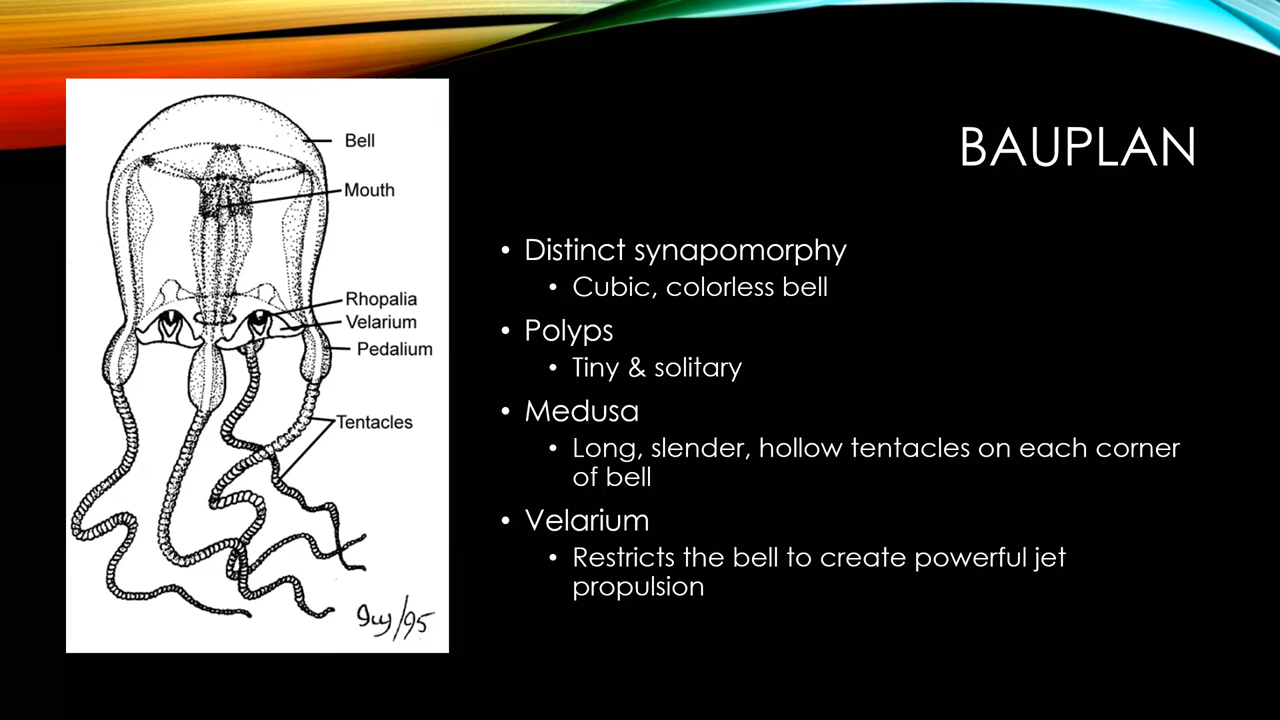 BAUPLAN
Bell
Mouth
Rhopalia
Velarium
Pedalium
Tentacles
• Distinct synapomorphy
• Cubic, colorless bell
• Polyps
• Tiny & solitary
• Medusa
• Long, slender, hollow tentacles on each corner
of bell
• Velarium
• Restricts the bell to create powerful jet
propulsion